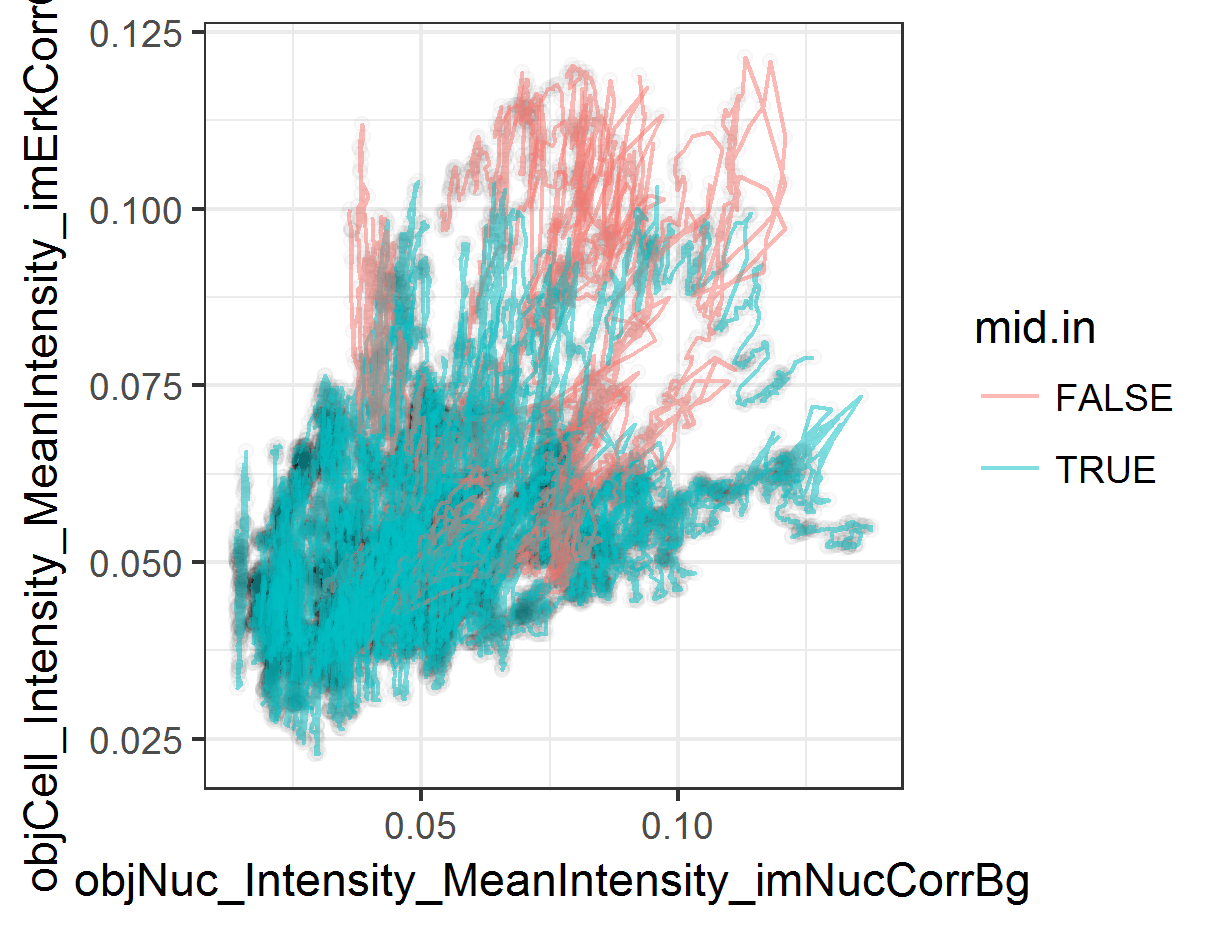 objCell_Intensity_MeanIntensity_imErkCorr
0.125
0.100
0.075
0.050
0.025
0.05
0.10
objNuc_Intensity_MeanIntensity_imNucCorrBg
mid.in
FALSE
TRUE